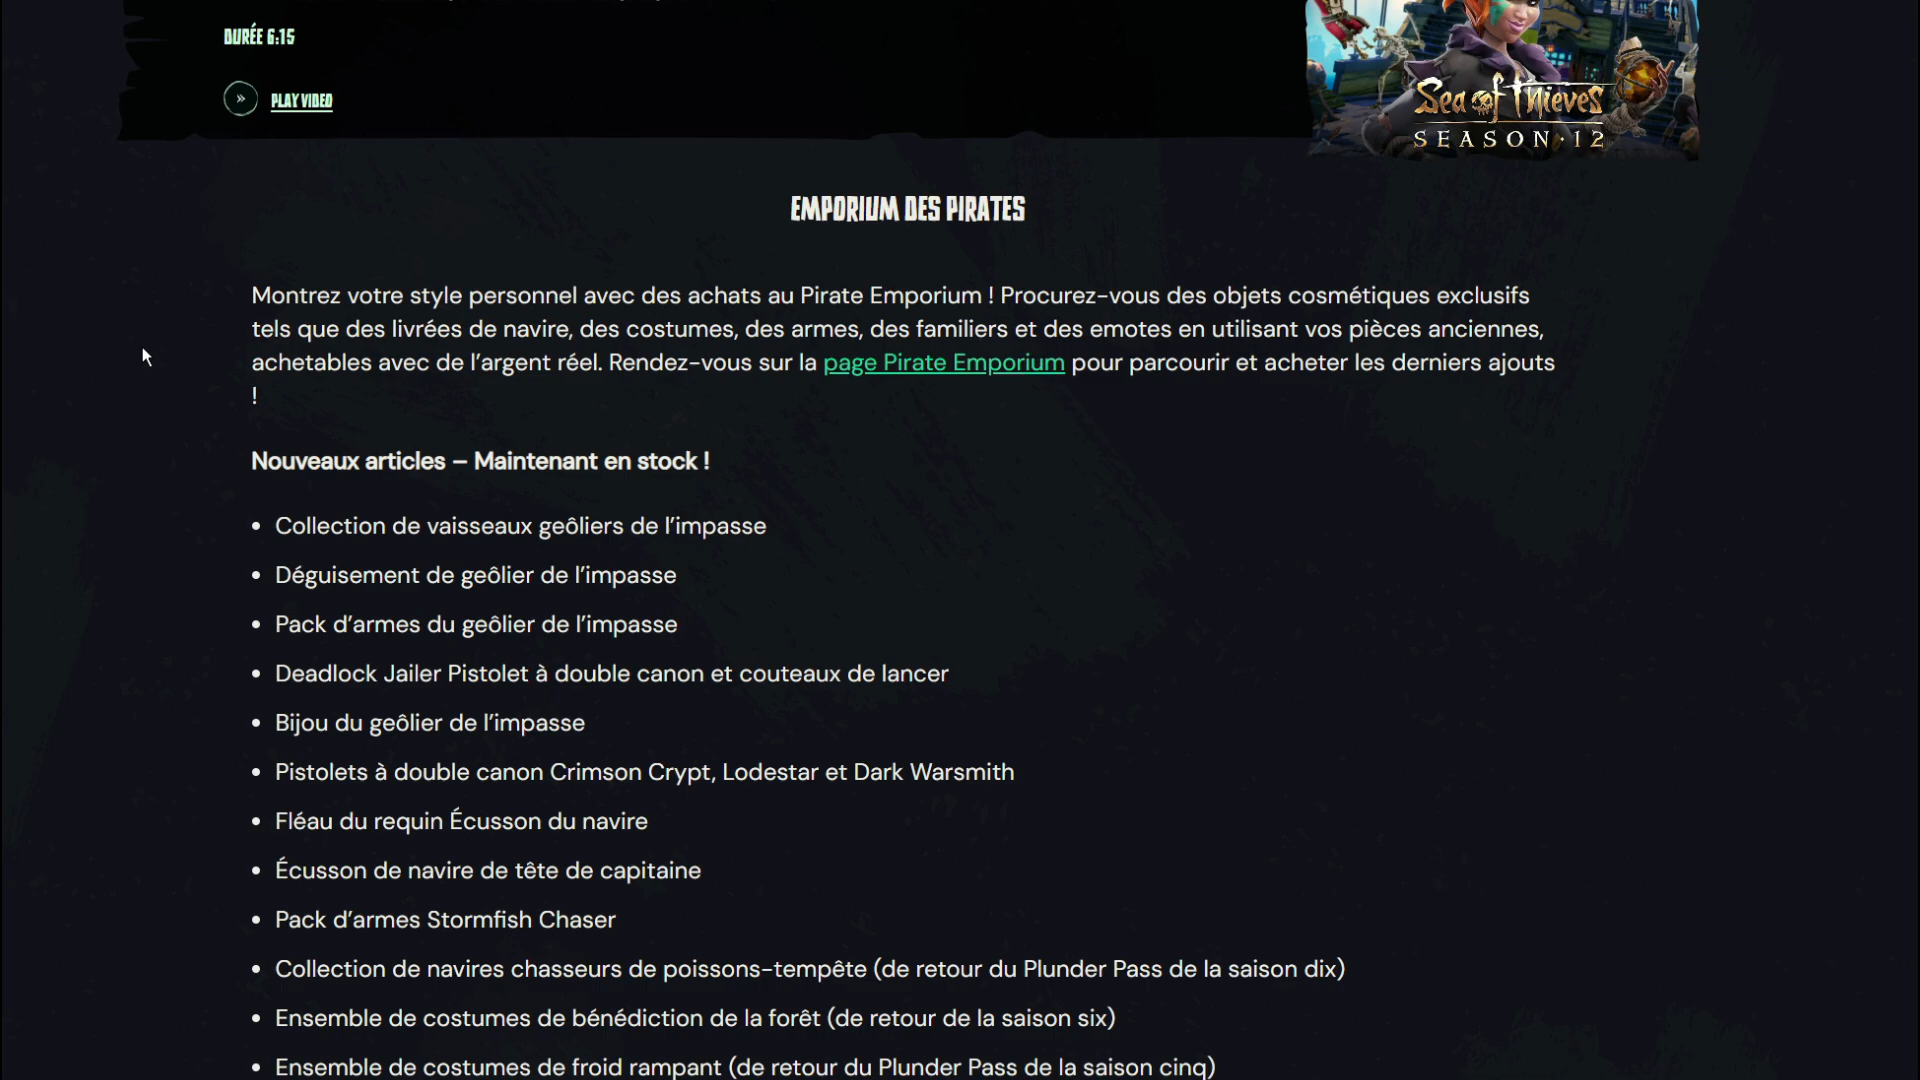 DURÉE 6:15
PLAY VIDEO
Sea of Thieves
SEASON·12
EMPORIUM DES PIRATES
Montrez votre style personnel avec des achats au Pirate Emporium ! Procurez-vous des objets cosmétiques exclusifs
tels que des livrées de navire, des costumes, des armes, des familiers et des emotes en utilisant vos pièces anciennes,
achetables avec de l’argent réel. Rendez-vous sur la page Pirate Emporium pour parcourir et acheter les derniers ajouts
!
Nouveaux articles – Maintenant en stock !
• Collection de vaisseaux geôliers de l’impasse
• Déguisement de geôlier de l’impasse
• Pack d’armes du geôlier de l’impasse
• Deadlock Jailer Pistolet à double canon et couteaux de lancer
• Bijou du geôlier de l’impasse
• Pistolets à double canon Crimson Crypt, Lodestar et Dark Warsmith
• Fléau du requin Écusson du navire
• Écusson de navire de tête de capitaine
• Pack d’armes Stormfish Chaser
• Collection de navires chasseurs de poissons-tempête (de retour du Plunder Pass de la saison dix)
• Ensemble de costumes de bénédiction de la forêt (de retour de la saison six)
• Ensemble de costumes de froid rampant (de retour du Plunder Pass de la saison cinq)